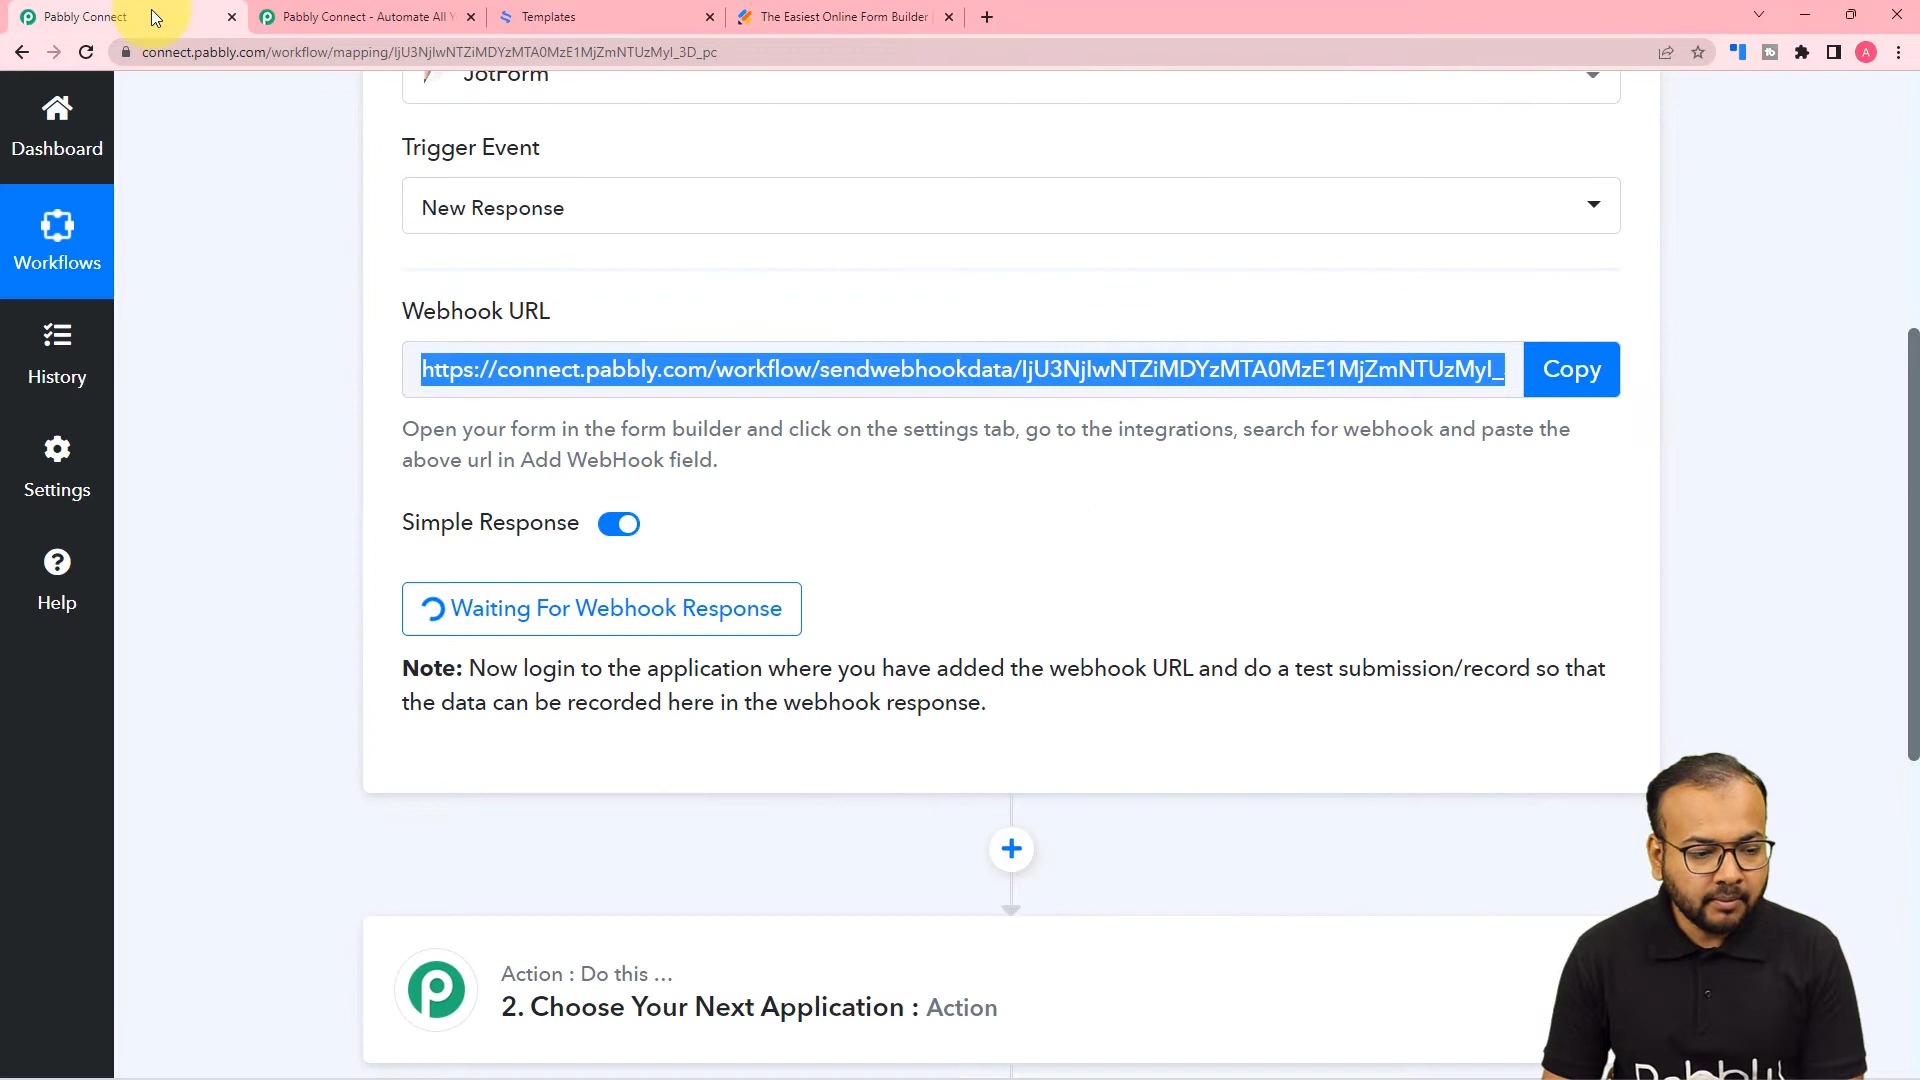 Pabbly Connect
Pabbly Connect - Automate All Y
Templates
The Easiest Online Form Builder
connect.pabbly.com/workflow/mapping/IjU3NjIwNTZiMDYzMTA0MzE1MjZmNTUzMyI_3D_pc
A
JotForm
Dashboard
Trigger Event
New Response
Workflows
Webhook URL
https://connect.pabbly.com/workflow/sendwebhookdata/IjU3NjIwNTZiMDYzMTA0MzE1MjZmNTUzMyI_
Copy
History
Open your form in the form builder and click on the settings tab, go to the integrations, search for webhook and paste the
above url in Add WebHook field.
Settings
Simple Response
Help
Waiting For Webhook Response
Note: Now login to the application where you have added the webhook URL and do a test submission/record so that
the data can be recorded here in the webhook response.
Action : Do this ...
2. Choose Your Next Application : Action
Pabbly